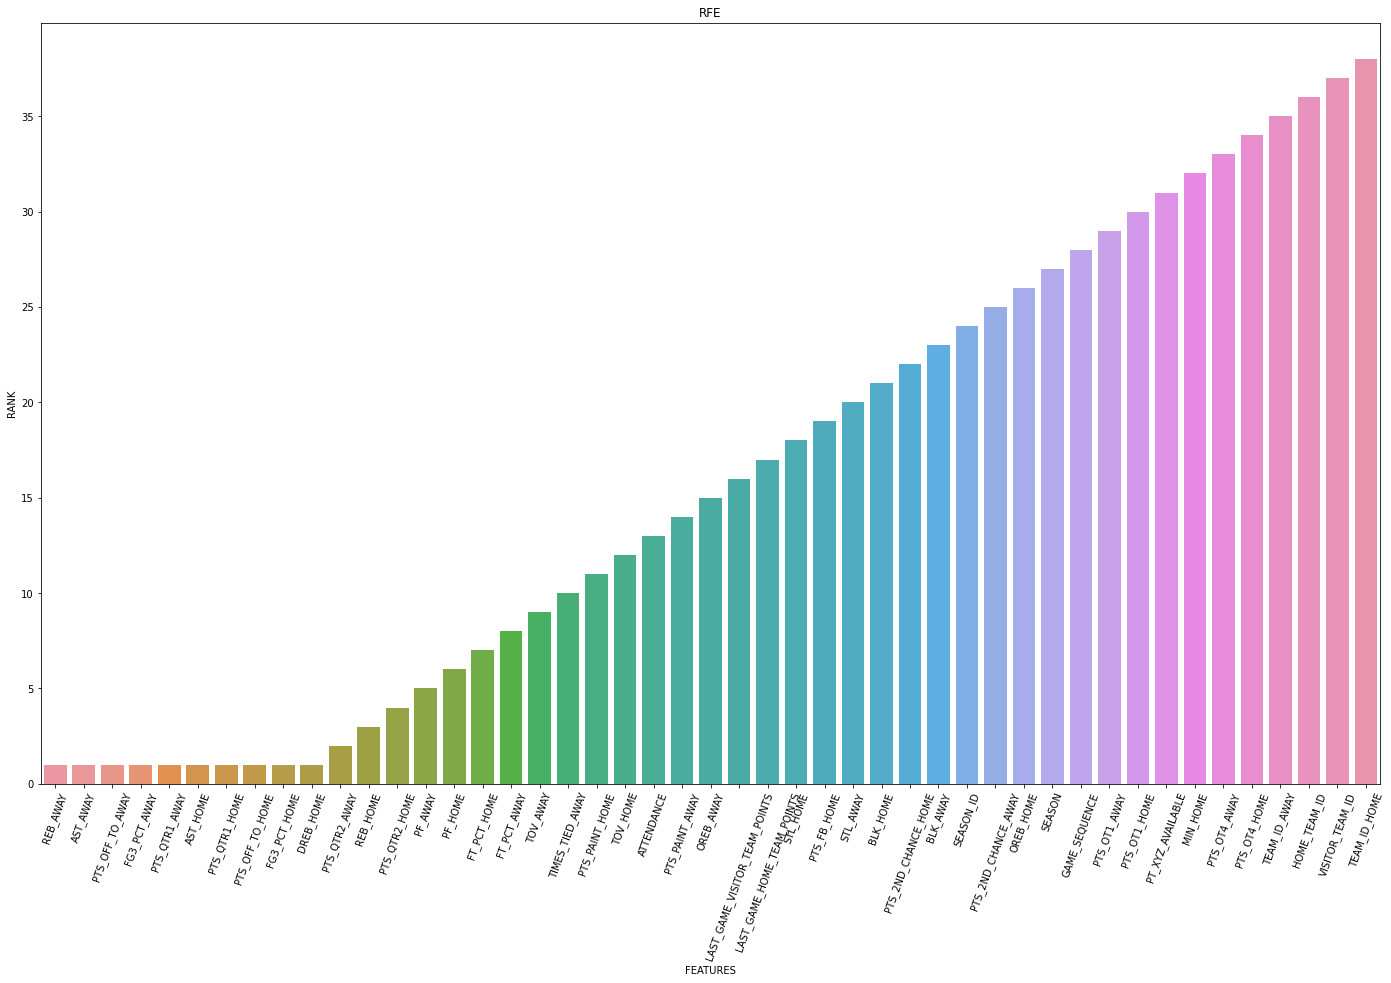 RFE
RANK
35
30
25
20
15
10
5
0
REB_AWAY
AST_AWAY
PTS_OFF_TO_AWAY
FG3_PCT_AWAY
PTS_QTR1_AWAY
AST_HOME
PTS_QTR1_HOME
PTS_OFF_TO_HOME
FG3_PCT_HOME
DREB_HOME
PTS_QTR2_AWAY
REB_HOME
PTS_QTR2_HOME
PF_AWAY
PF_HOME
FT_PCT_HOME
FT_PCT_AWAY
TOV_AWAY
TIMES_TIED_AWAY
PTS_PAINT_HOME
TOV_HOME
ATTENDANCE
PTS_PAINT_AWAY
OREB_AWAY
LAST_GAME_VISITOR_TEAM_POINTS
LAST_GAME_HOME_TEAM_POINTS
STL_HOME
PTS_FB_HOME
STL_AWAY
BLK_HOME
PTS_2ND_CHANCE_HOME
BLK_AWAY
SEASON_ID
PTS_2ND_CHANCE_AWAY
OREB_HOME
SEASON
GAME_SEQUENCE
PTS_OT1_AWAY
PTS_OT1_HOME
PT_XYZ_AVAILABLE
MIN_HOME
PTS_OT4_AWAY
PTS_OT4_HOME
TEAM_ID_AWAY
HOME_TEAM_ID
VISITOR_TEAM_ID
TEAM_ID_HOME
FEATURES